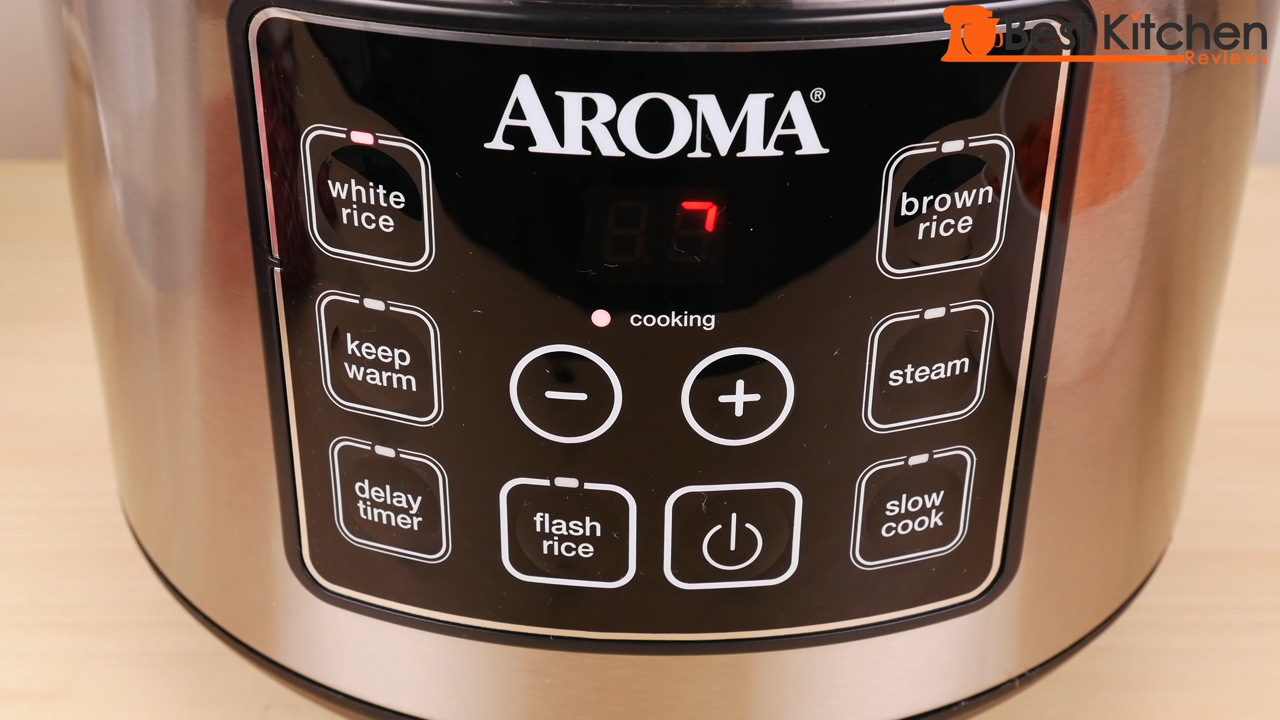 Best Kitchen
Reviews
AROMA®
white
rice
7
brown
rice
cooking
keep
warm
−
+
steam
delay
timer
flash
rice
slow
cook